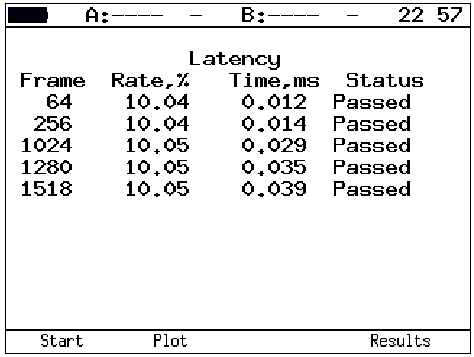 A:---- - B:---- - 22 57
Latency
Frame Rate,% Time,ms Status
64 10.04 0.012 Passed
256 10.04 0.014 Passed
1024 10.05 0.029 Passed
1280 10.05 0.035 Passed
1518 10.05 0.039 Passed
Start Plot Results